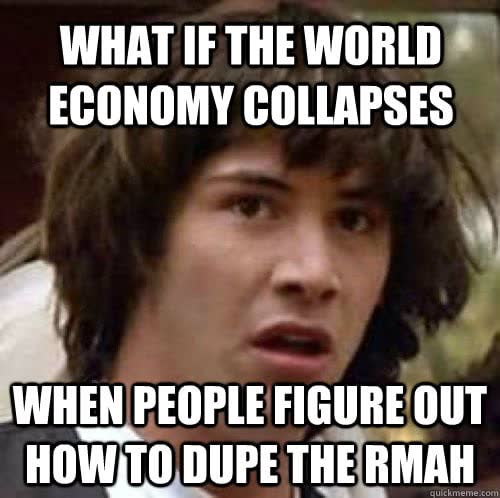 WHAT IF THE WORLD
ECONOMY COLLAPSES
WHEN PEOPLE FIGURE OUT
HOW TO DUPE THE RMAH
quickmeme.com